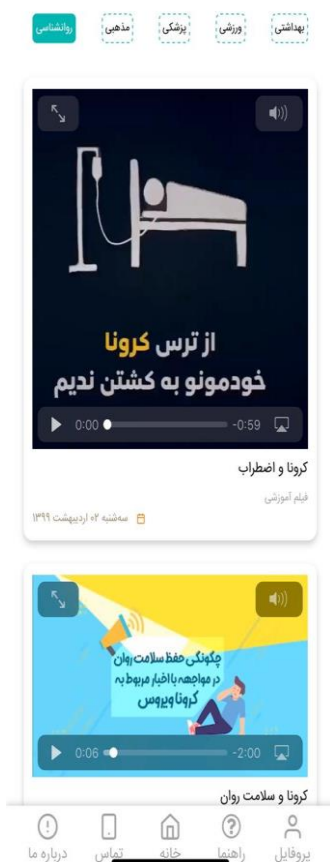 بهداشتی ورزشی پزشکی مذهبی روانشناسی
از ترس کرونا
خودمونو به کشتن ندیم
0:00 -0:59
کرونا و اضطراب
فیلم آموزشی
سه‌شنبه ۰۲ اردیبهشت ۱۳۹۹
چگونگی حفظ سلامت روان
در مواجهه با اخبار مربوط به
کرونا ویروس
0:06 -2:00
کرونا و سلامت روان
پروفایل راهنما خانه تماس درباره ما